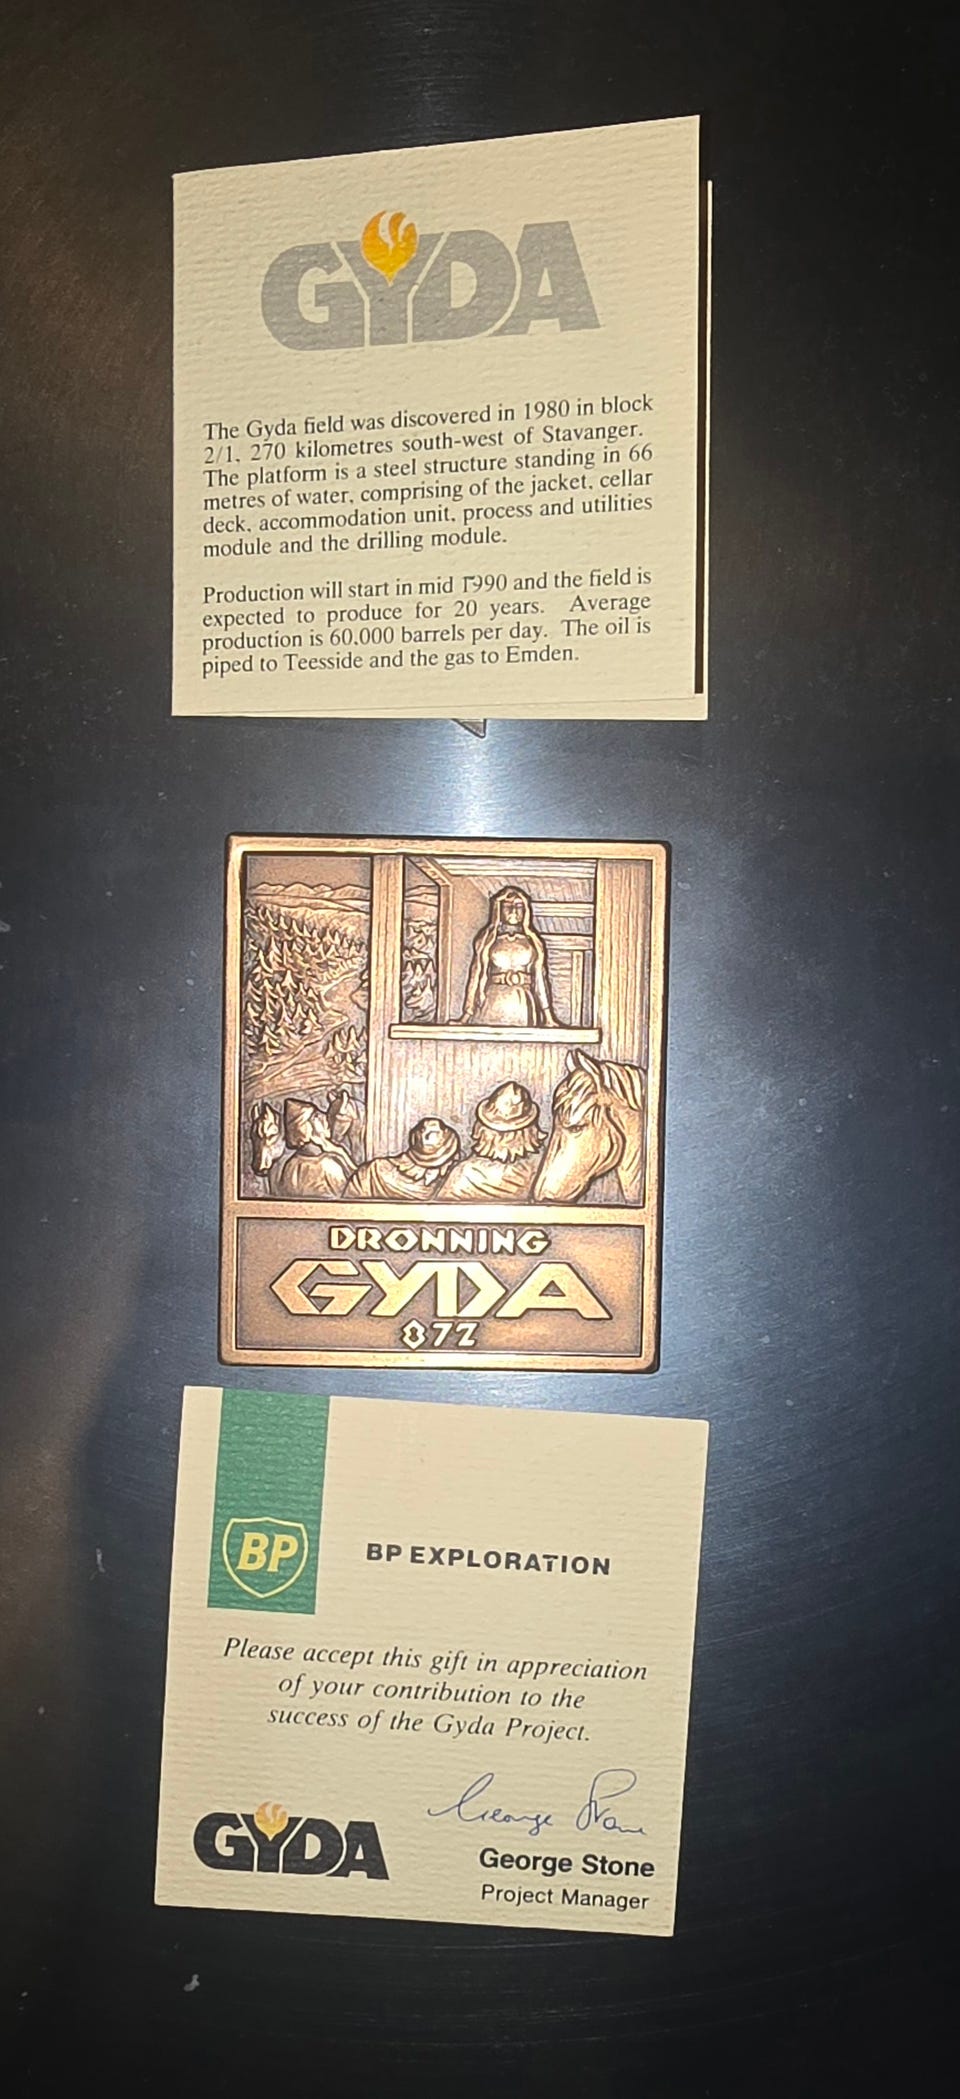 GYDA
The Gyda field was discovered in 1980 in block
2/1, 270 kilometres south-west of Stavanger.
The platform is a steel structure standing in 66
metres of water, comprising of the jacket, cellar
deck, accommodation unit, process and utilities
module and the drilling module.
Production will start in mid 1990 and the field is
expected to produce for 20 years. Average
production is 60,000 barrels per day. The oil is
piped to Teesside and the gas to Emden.
DRONNING
GYDA
872
BP
BP EXPLORATION
Please accept this gift in appreciation
of your contribution to the
success of the Gyda Project.
George Stone
GYDA
George Stone
Project Manager